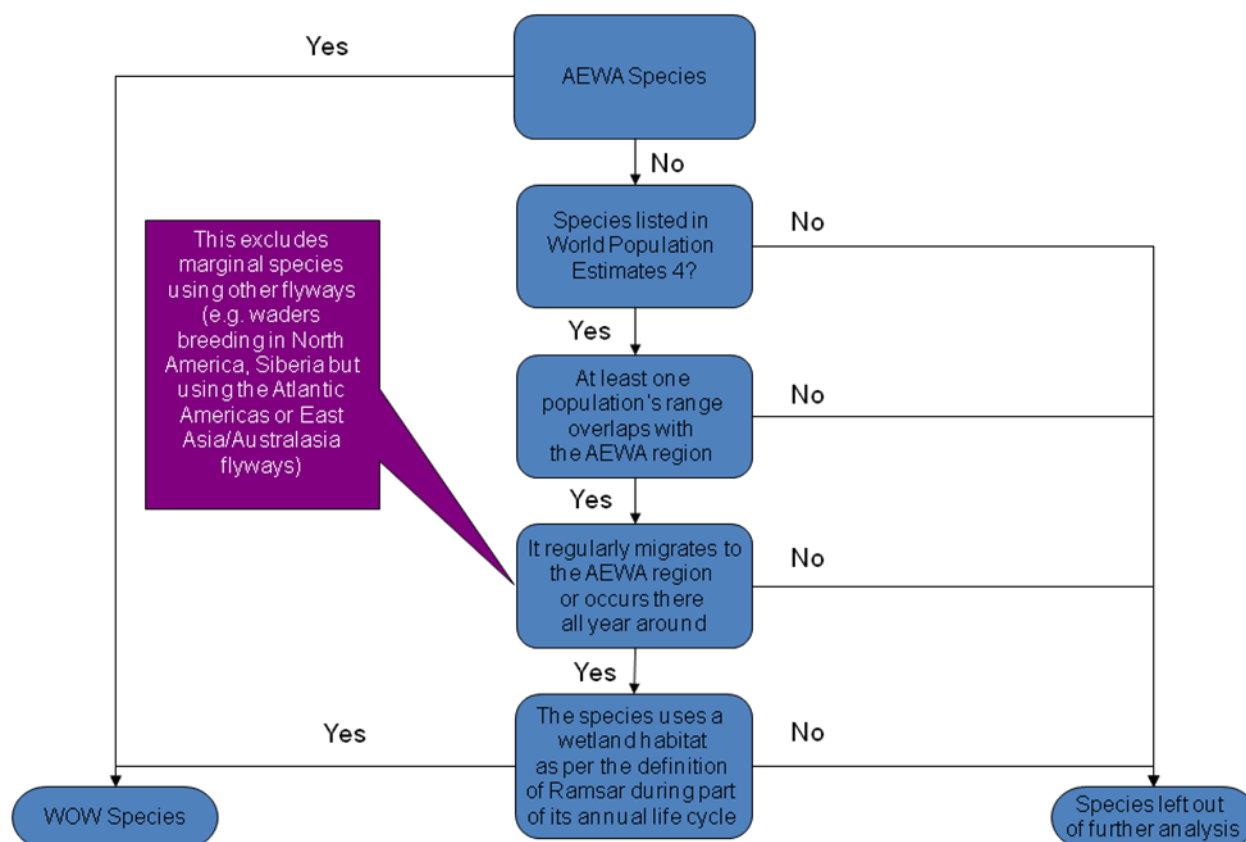 Yes
AEWA Species
No
Species listed in
World Population
Estimates 4?
No
This excludes
marginal species
using other flyways
(e.g. waders
breeding in North
America, Siberia but
using the Atlantic
Americas or East
Asia/Australasia
flyways)
Yes
At least one
population's range
overlaps with
the AEWA region
No
Yes
It regularly migrates to
the AEWA region
or occurs there
all year around
No
Yes
The species uses a
wetland habitat
as per the definition
of Ramsar during part
of its annual life cycle
Yes
No
WOW Species
Species left out
of further analysis